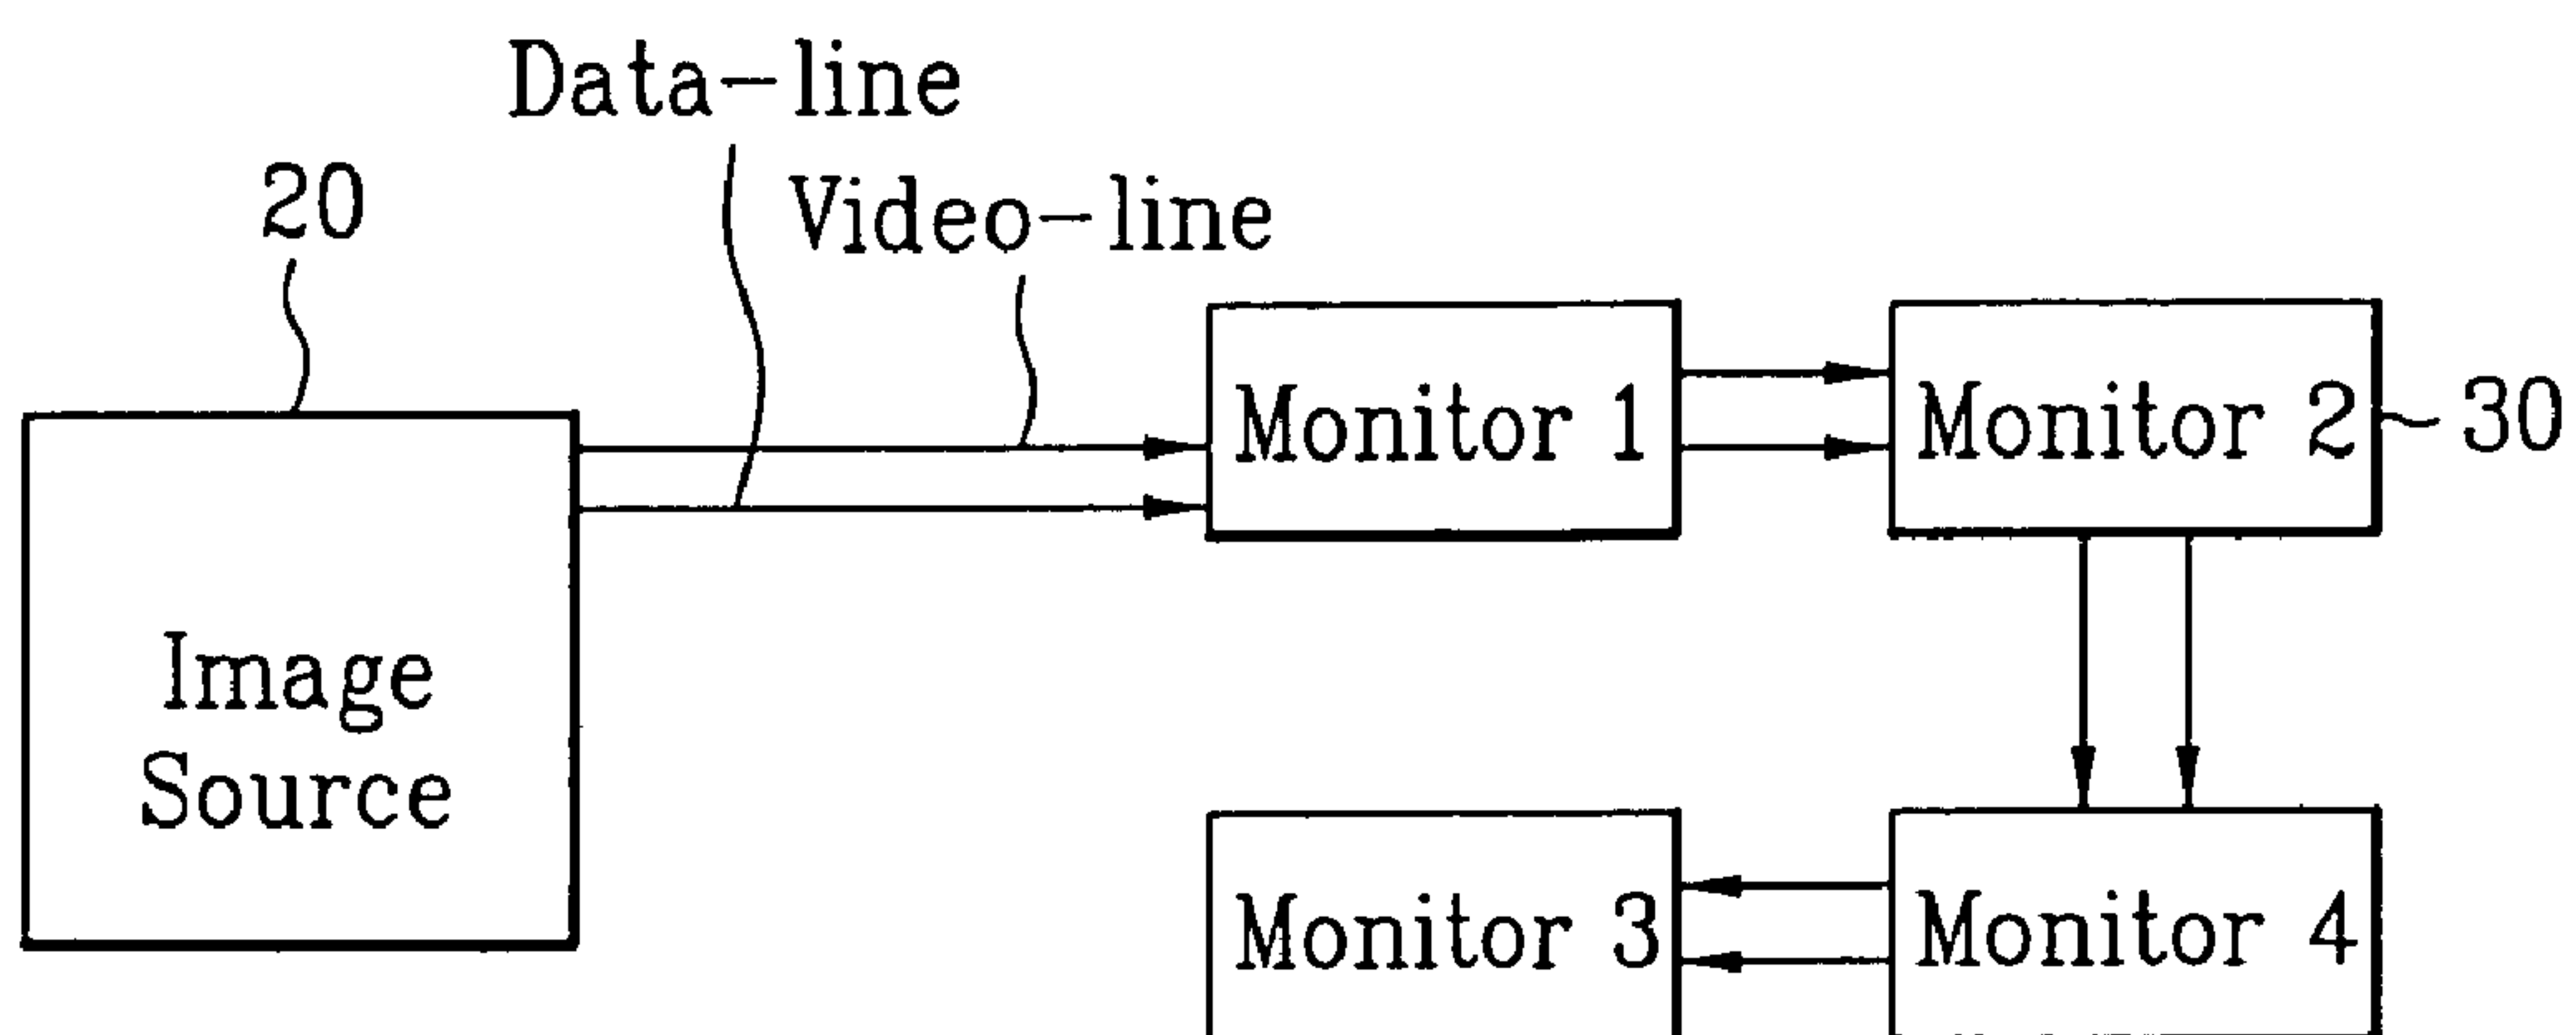 Data-line
20
Video-line
Monitor 1
Monitor 2
30
Image
Source
Monitor 3
Monitor 4